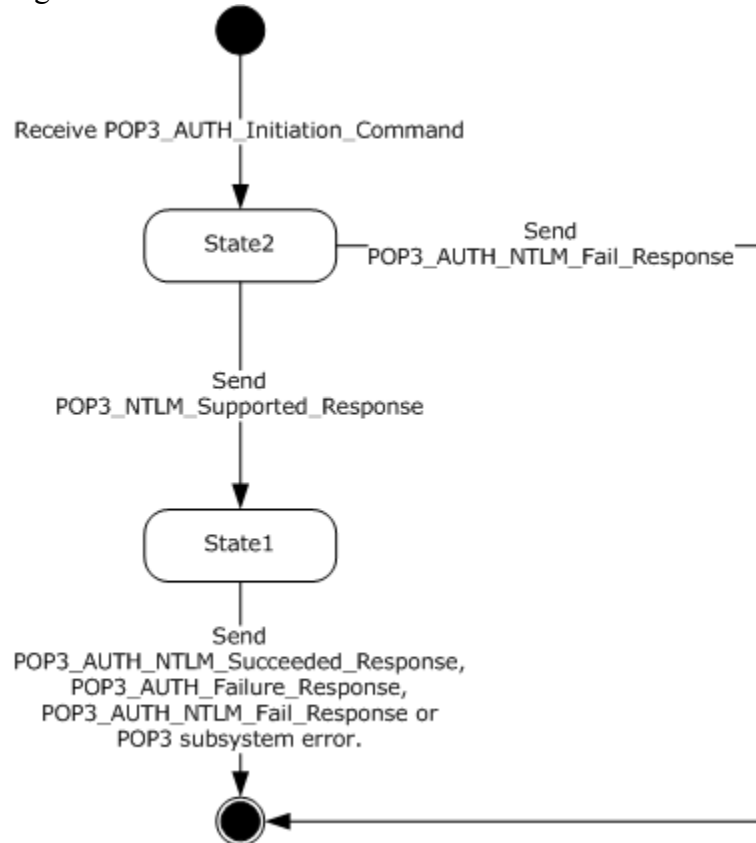 Receive POP3_AUTH_Initiation_Command
State2
Send
POP3_AUTH_NTLM_Fail_Response
Send
POP3_NTLM_Supported_Response
State1
Send
POP3_AUTH_NTLM_Succeeded_Response,
POP3_AUTH_Failure_Response,
POP3_AUTH_NTLM_Fail_Response or
POP3 subsystem error.